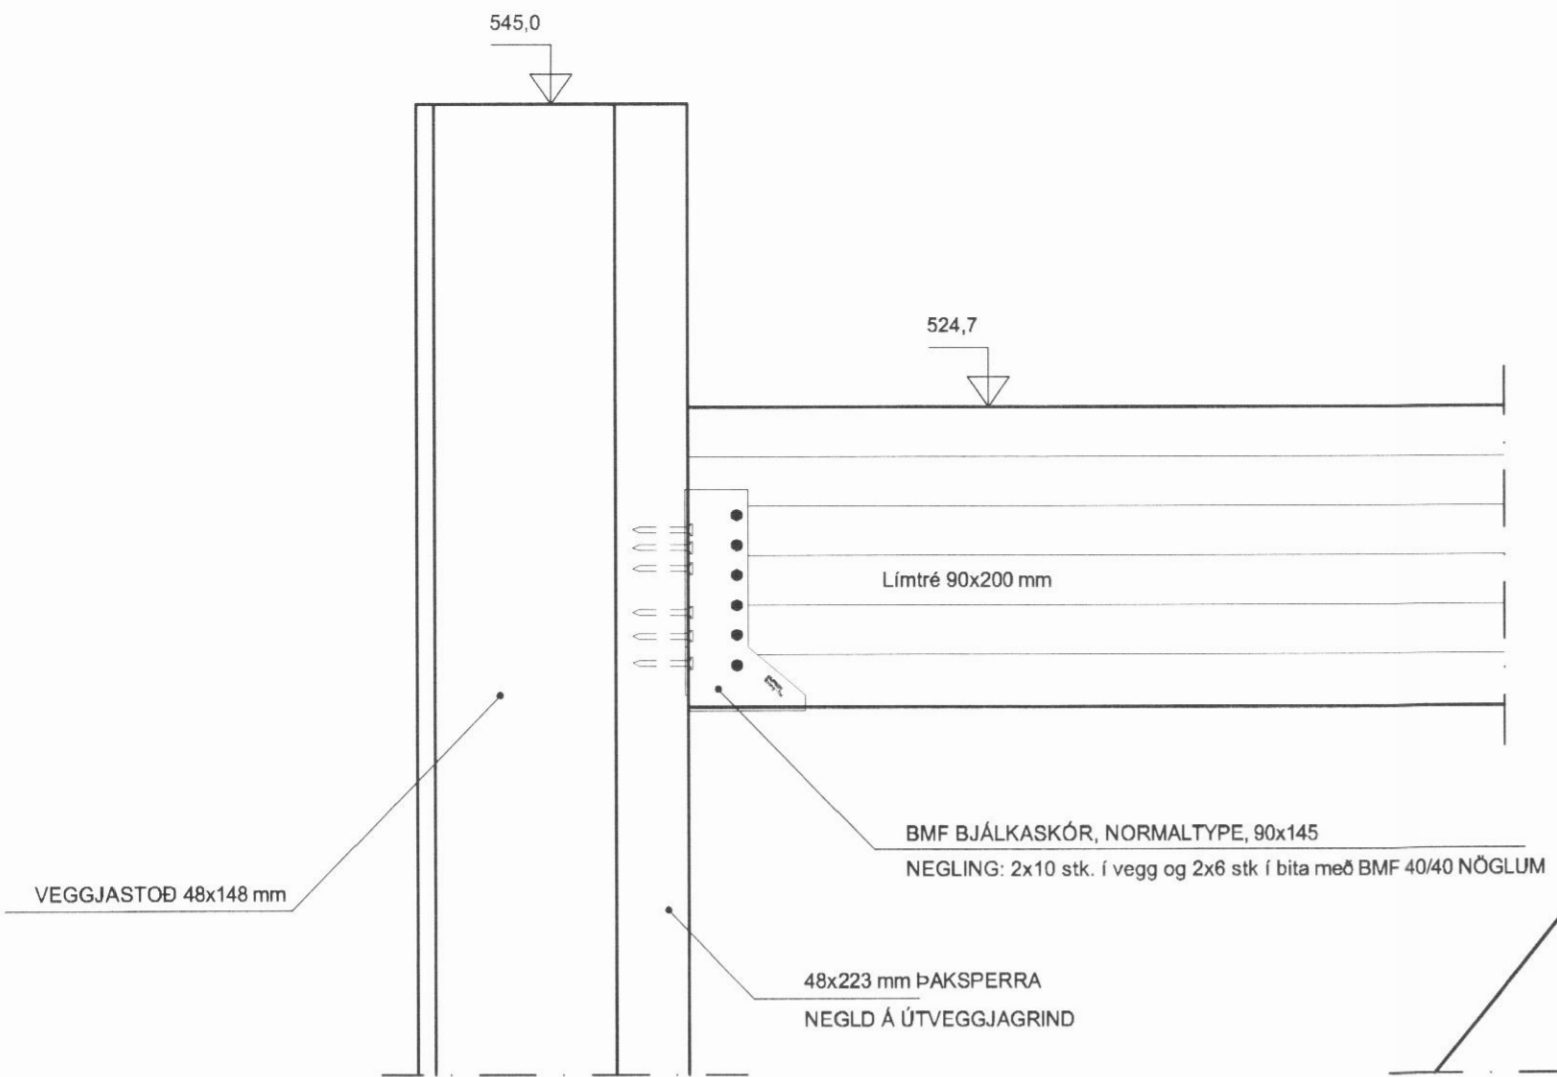 545,0
524,7
Límtré 90x200 mm
BMF BJÁLKASKÓR, NORMALTYPE, 90x145
NEGLING: 2x10 stk. í vegg og 2x6 stk í bita með BMF 40/40 NÖGLUM
VEGGJASTOÐ 48x148 mm
48x223 mm ÞAKSPERRA
NEGLD Á ÚTVEGGJAGRIND